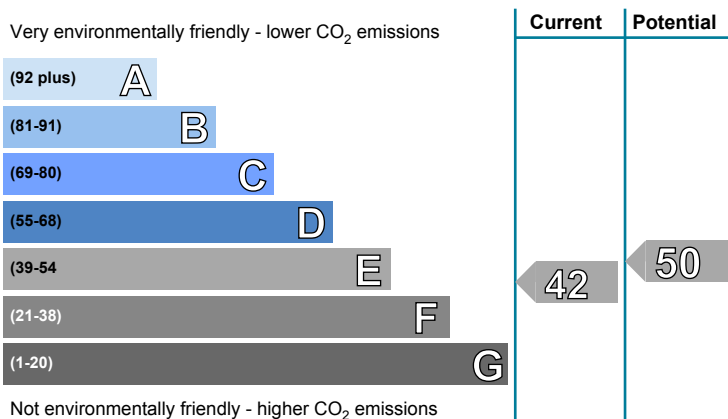 Very environmentally friendly - lower CO2 emissions
Current
Potential
(92 plus) A
(81-91) B
(69-80) C
(55-68) D
(39-54 E
(21-38) F
(1-20) G
42
50
Not environmentally friendly - higher CO2 emissions